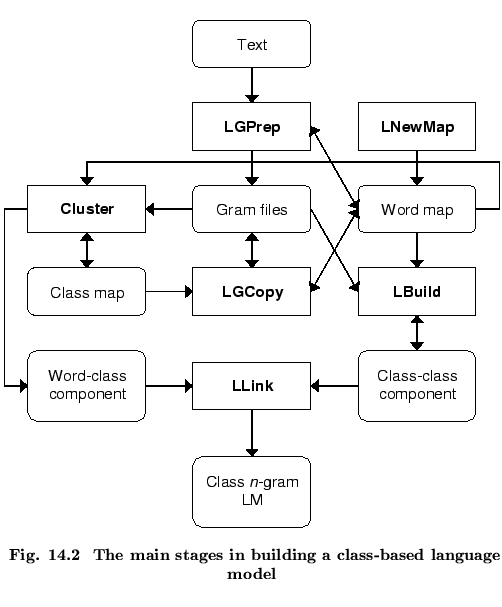 Text
LGPrep
LNewMap
Cluster
Gram files
Word map
Class map
LGCopy
LBuild
Word-class
component
LLink
Class-class
component
Class n-gram
LM
Fig. 14.2 The main stages in building a class-based language
model